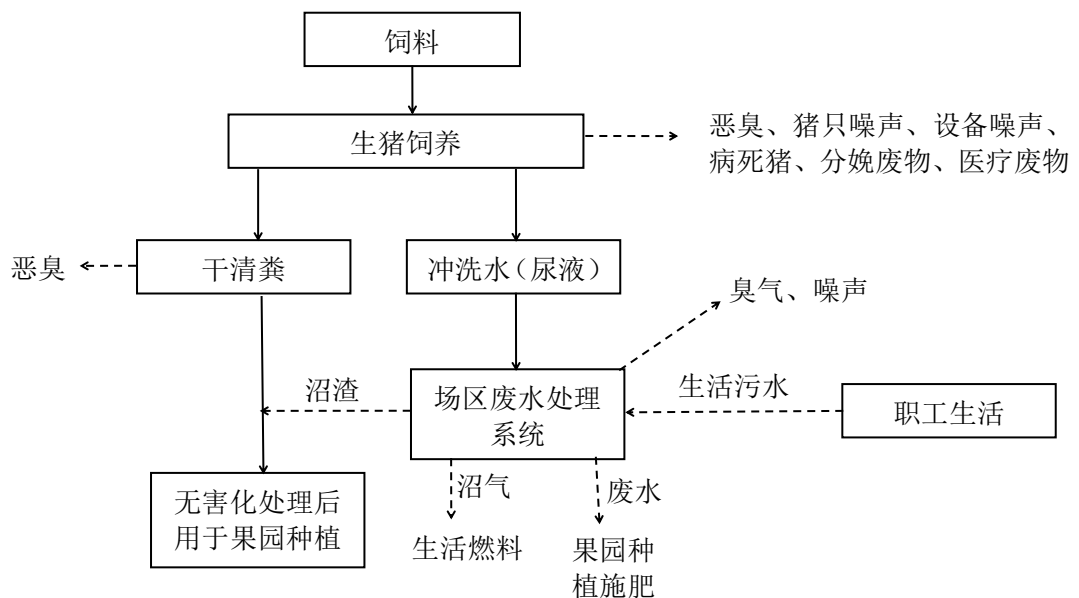 饲料
生猪饲养
恶臭、猪只噪声、设备噪声、
病死猪、分娩废物、医疗废物
恶臭
干清粪
冲洗水（尿液）
臭气、噪声
沼渣
场区废水处理
系统
生活污水
职工生活
无害化处理后
用于果园种植
沼气
废水
生活燃料
果园种
植施肥